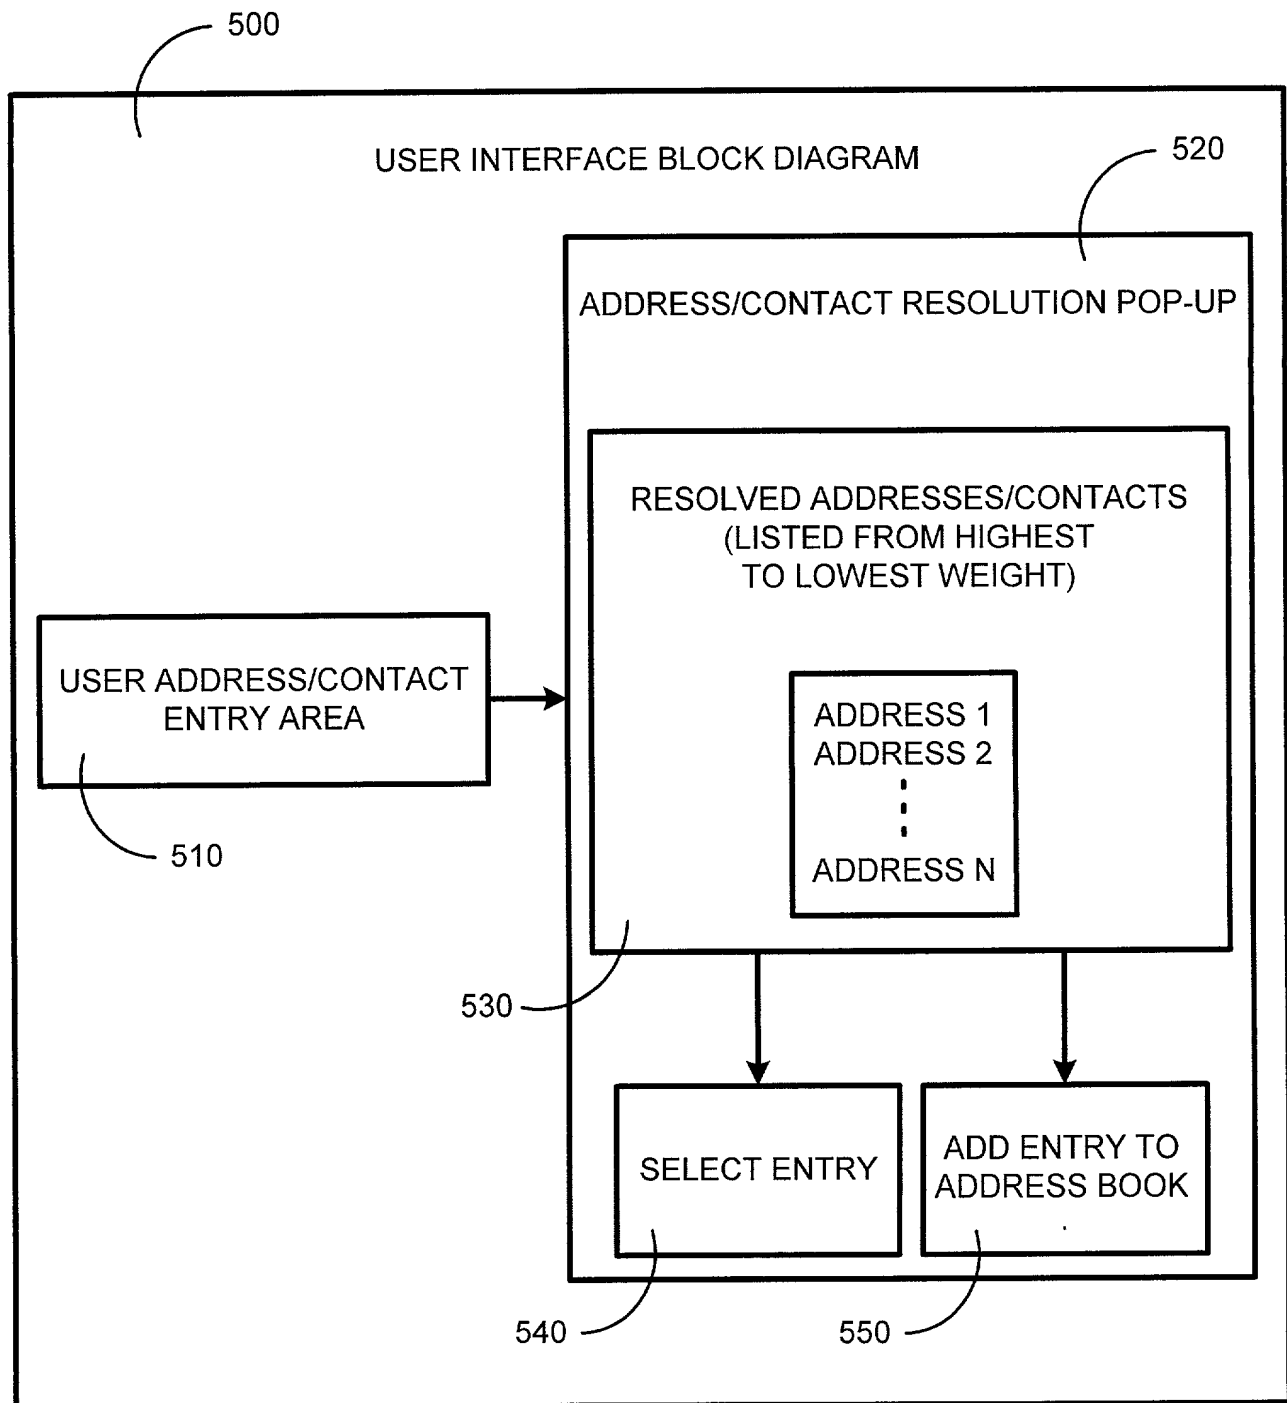 500
USER INTERFACE BLOCK DIAGRAM
520
ADDRESS/CONTACT RESOLUTION POP-UP
RESOLVED ADDRESSES/CONTACTS
(LISTED FROM HIGHEST
TO LOWEST WEIGHT)
USER ADDRESS/CONTACT
ENTRY AREA
510
ADDRESS 1
ADDRESS 2
ADDRESS N
530
SELECT ENTRY
ADD ENTRY TO
ADDRESS BOOK
540
550